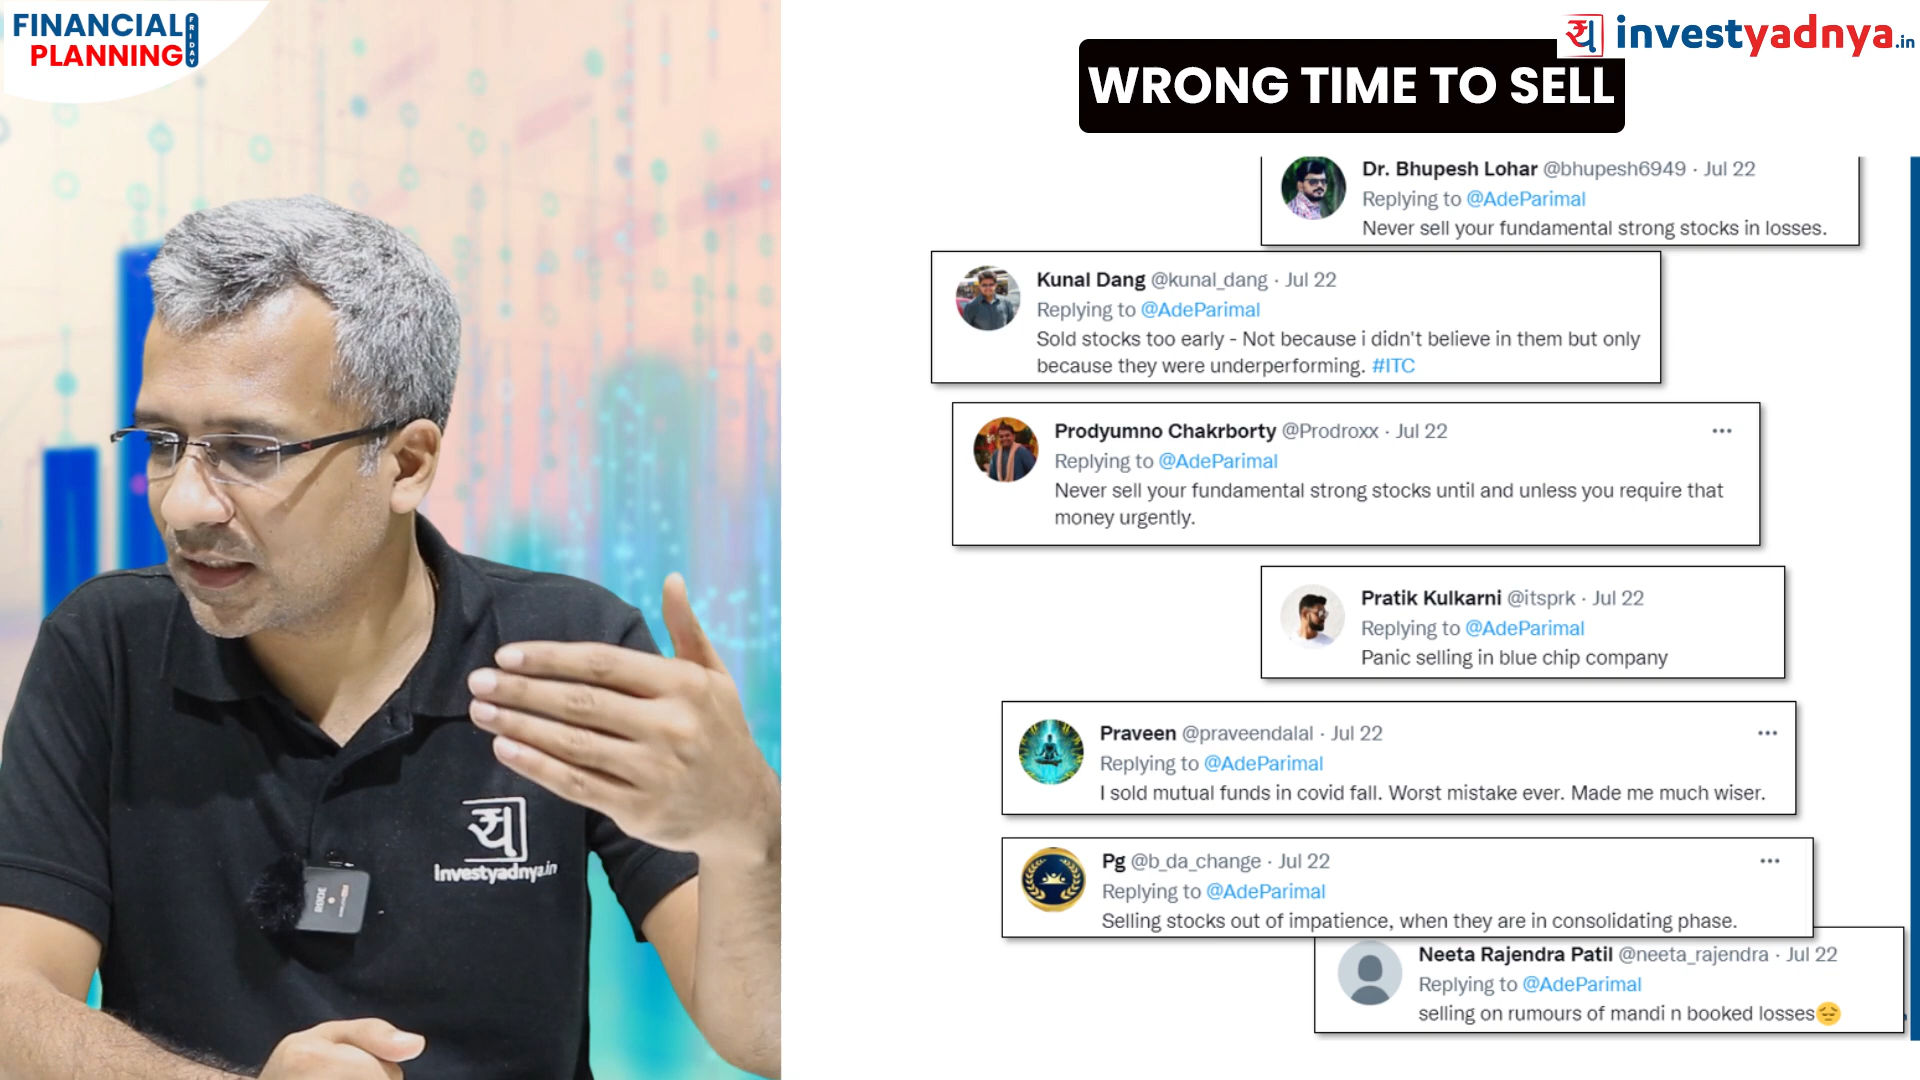 FINANCIAL
PLANNING
FRIDAY
investyadnya.in
WRONG TIME TO SELL
Dr. Bhupesh Lohar @bhupesh6949 · Jul 22
Replying to @AdeParimal
Never sell your fundamental strong stocks in losses.
Kunal Dang @kunal_dang · Jul 22
Replying to @AdeParimal
Sold stocks too early - Not because i didn't believe in them but only
because they were underperforming. #ITC
Prodyumno Chakrborty @Prodroxx · Jul 22
Replying to @AdeParimal
Never sell your fundamental strong stocks until and unless you require that
money urgently.
Pratik Kulkarni @itsprk · Jul 22
Replying to @AdeParimal
Panic selling in blue chip company
Praveen @praveendalal · Jul 22
Replying to @AdeParimal
I sold mutual funds in covid fall. Worst mistake ever. Made me much wiser.
Pg @b_da_change · Jul 22
Replying to @AdeParimal
Selling stocks out of impatience, when they are in consolidating phase.
Neeta Rajendra Patil @neeta_rajendra · Jul 22
Replying to @AdeParimal
selling on rumours of mandi n booked losses😔
investyadnya.in
RODE